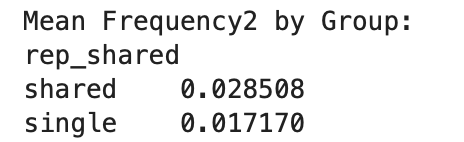 Mean Frequency2 by Group:
rep_shared
shared    0.028508
single    0.017170